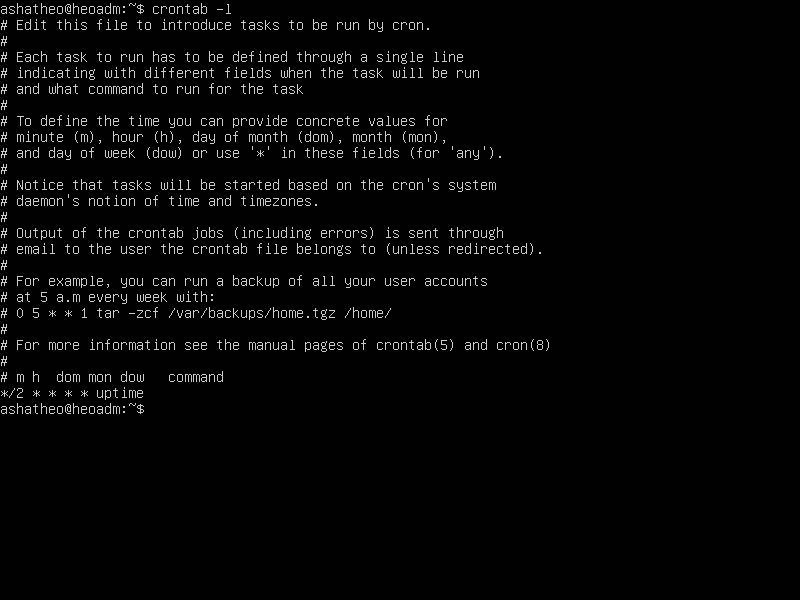 ashatheo@heoadm:~$ crontab -l
# Edit this file to introduce tasks to be run by cron.
#
# Each task to run has to be defined through a single line
# indicating with different fields when the task will be run
# and what command to run for the task
#
# To define the time you can provide concrete values for
# minute (m), hour (h), day of month (dom), month (mon),
# and day of week (dow) or use '*' in these fields (for 'any').
#
# Notice that tasks will be started based on the cron's system
# daemon's notion of time and timezones.
#
# Output of the crontab jobs (including errors) is sent through
# email to the user the crontab file belongs to (unless redirected).
#
# For example, you can run a backup of all your user accounts
# at 5 a.m every week with:
# 0 5 * * 1 tar -zcf /var/backups/home.tgz /home/
#
# For more information see the manual pages of crontab(5) and cron(8)
#
# m h  dom mon dow   command
*/2 * * * * uptime
ashatheo@heoadm:~$